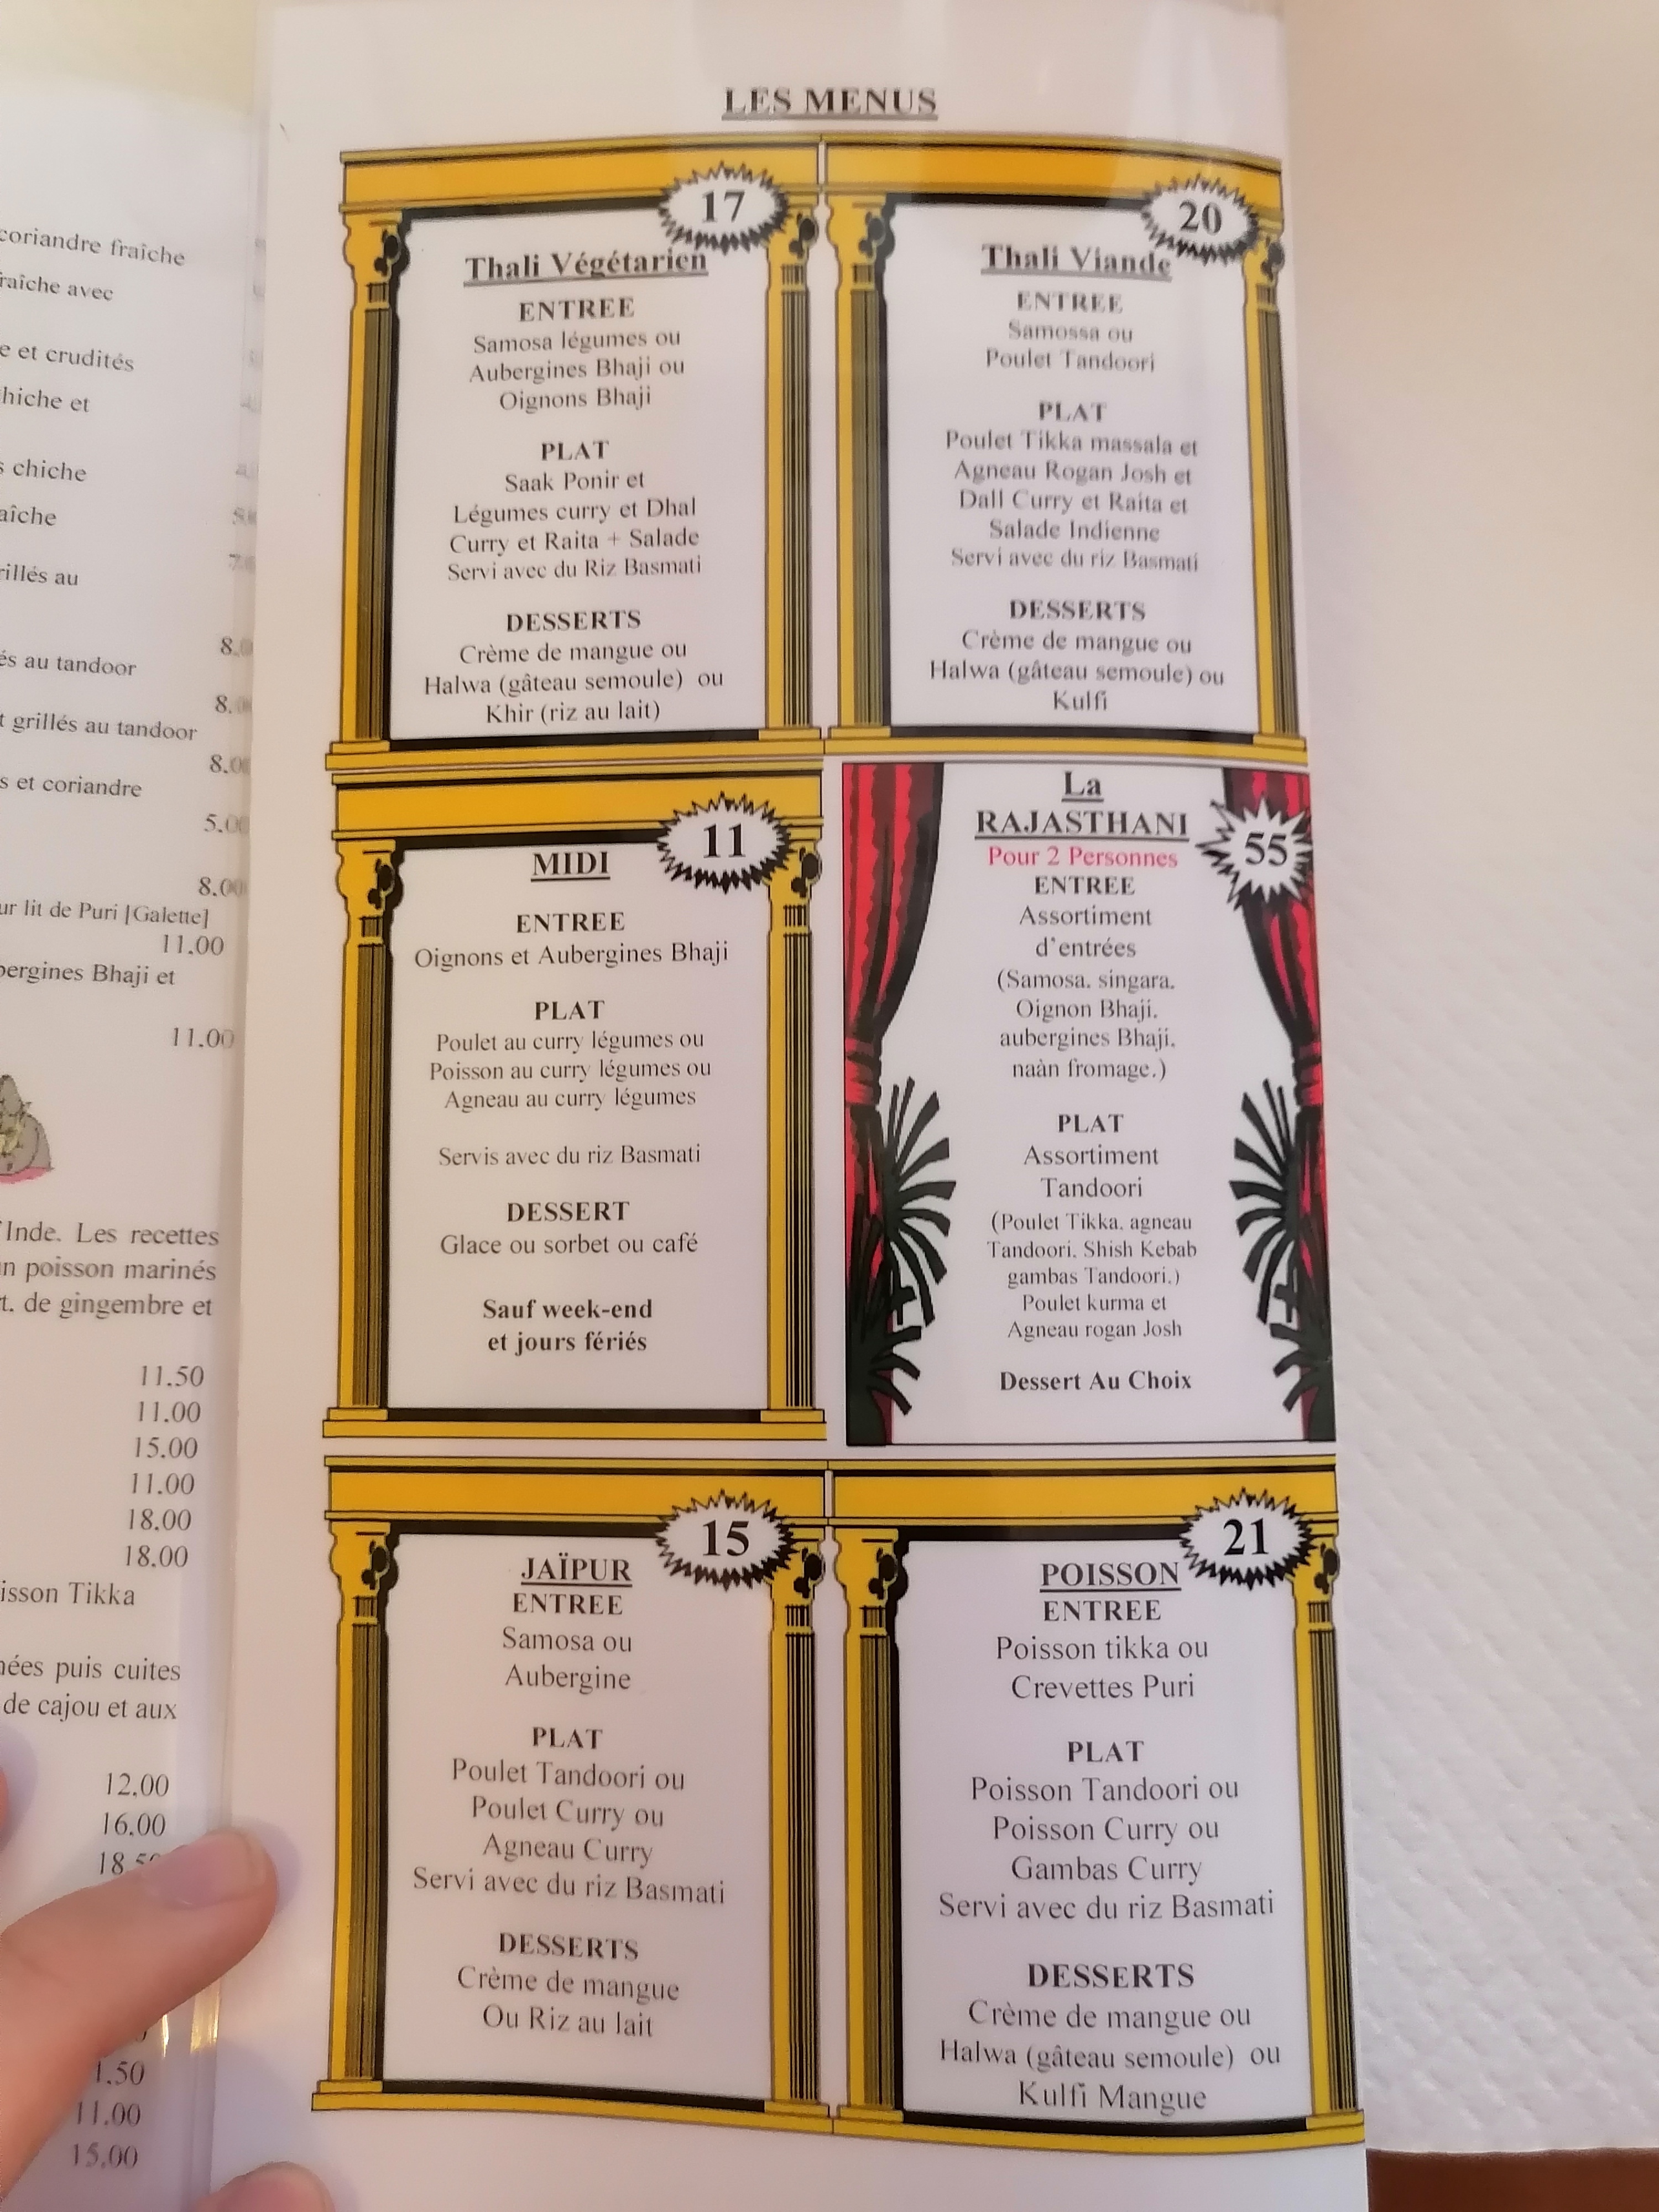 coriandre fraîche
raîche avec
e et crudités
hiche et
s chiche
aîche
rillés au
8.0
és au tandoor
8.00
t grillés au tandoor
8.00
s et coriandre
5.00
8.00
ur lit de Puri [Galette]
11.00
bergines Bhaji et
11.00
'Inde. Les recettes
n poisson marinés
t. de gingembre et
11.50
11.00
15.00
11.00
18.00
18.00
isson Tikka
nées puis cuites
de cajou et aux
12.00
16.00
1.50
11.00
15.00
LES MENUS
17
Thali Végétarien
ENTREE
Samosa légumes ou
Aubergines Bhaji ou
Oignons Bhaji
PLAT
Saak Ponir et
Légumes curry et Dhal
Curry et Raita + Salade
Servi avec du Riz Basmati
DESSERTS
Crème de mangue ou
Halwa (gâteau semoule) ou
Khir (riz au lait)
20
Thali Viande
ENTREE
Samossa ou
Poulet Tandoori
PLAT
Poulet Tikka massala et
Agneau Rogan Josh et
Dall Curry et Raita et
Salade Indienne
Servi avec du riz Basmati
DESSERTS
Crème de mangue ou
Halwa (gâteau semoule) ou
Kulfi
11
MIDI
ENTREE
Oignons et Aubergines Bhaji
PLAT
Poulet au curry légumes ou
Poisson au curry légumes ou
Agneau au curry légumes
Servis avec du riz Basmati
DESSERT
Glace ou sorbet ou café
Sauf week-end
et jours fériés
La
RAJASTHANI
55
Pour 2 Personnes
ENTREE
Assortiment
d'entrées
(Samosa. singara.
Oignon Bhaji.
aubergines Bhaji.
naàn fromage.)
PLAT
Assortiment
Tandoori
(Poulet Tikka. agneau
Tandoori. Shish Kebab
gambas Tandoori.)
Poulet kurma et
Agneau rogan Josh
Dessert Au Choix
15
JAÏPUR
ENTREE
Samosa ou
Aubergine
PLAT
Poulet Tandoori ou
Poulet Curry ou
Agneau Curry
Servi avec du riz Basmati
DESSERTS
Crème de mangue
Ou Riz au lait
21
POISSON
ENTREE
Poisson tikka ou
Crevettes Puri
PLAT
Poisson Tandoori ou
Poisson Curry ou
Gambas Curry
Servi avec du riz Basmati
DESSERTS
Crème de mangue ou
Halwa (gâteau semoule) ou
Kulfi Mangue